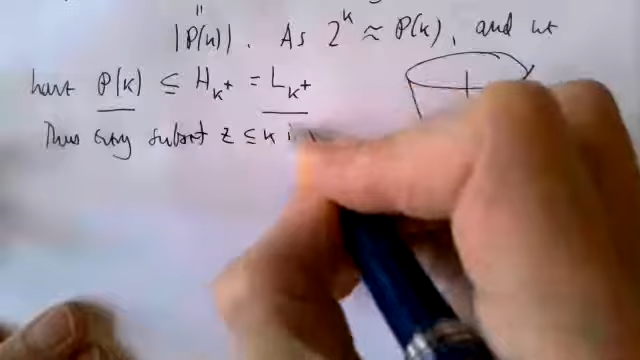 "
|P(κ)|. As 2^κ ≈ P(κ), and we
have P(κ) ⊆ H_κ+ = L_κ+
Thus every subset z ⊆ κ i